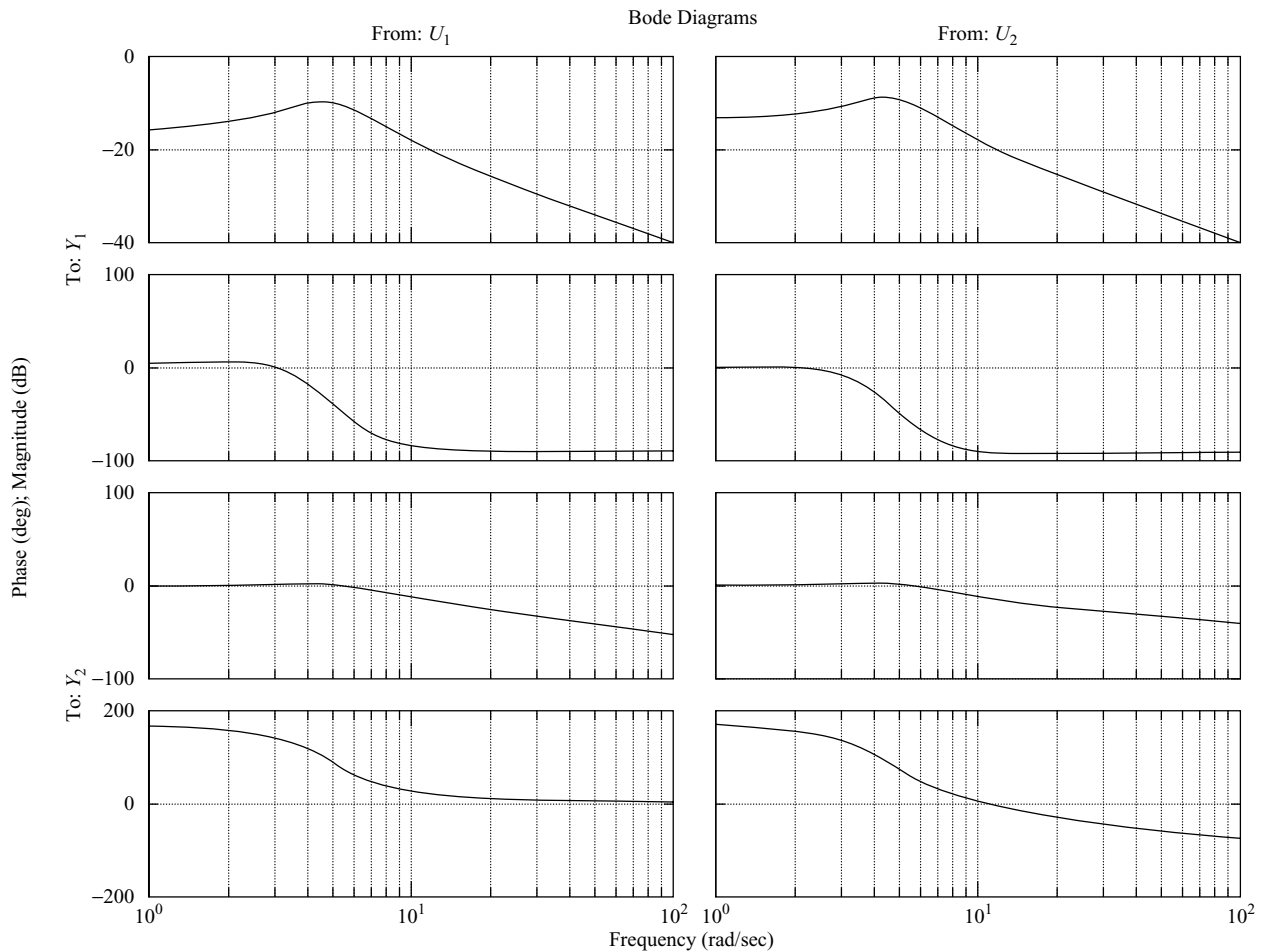 Bode Diagrams
From: U1
From: U2
0
−20
−40
To: Y1
100
0
−100
Phase (deg); Magnitude (dB)
100
0
−100
To: Y2
200
0
−200
10^0
10^1
10^2
10^0
10^1
10^2
Frequency (rad/sec)